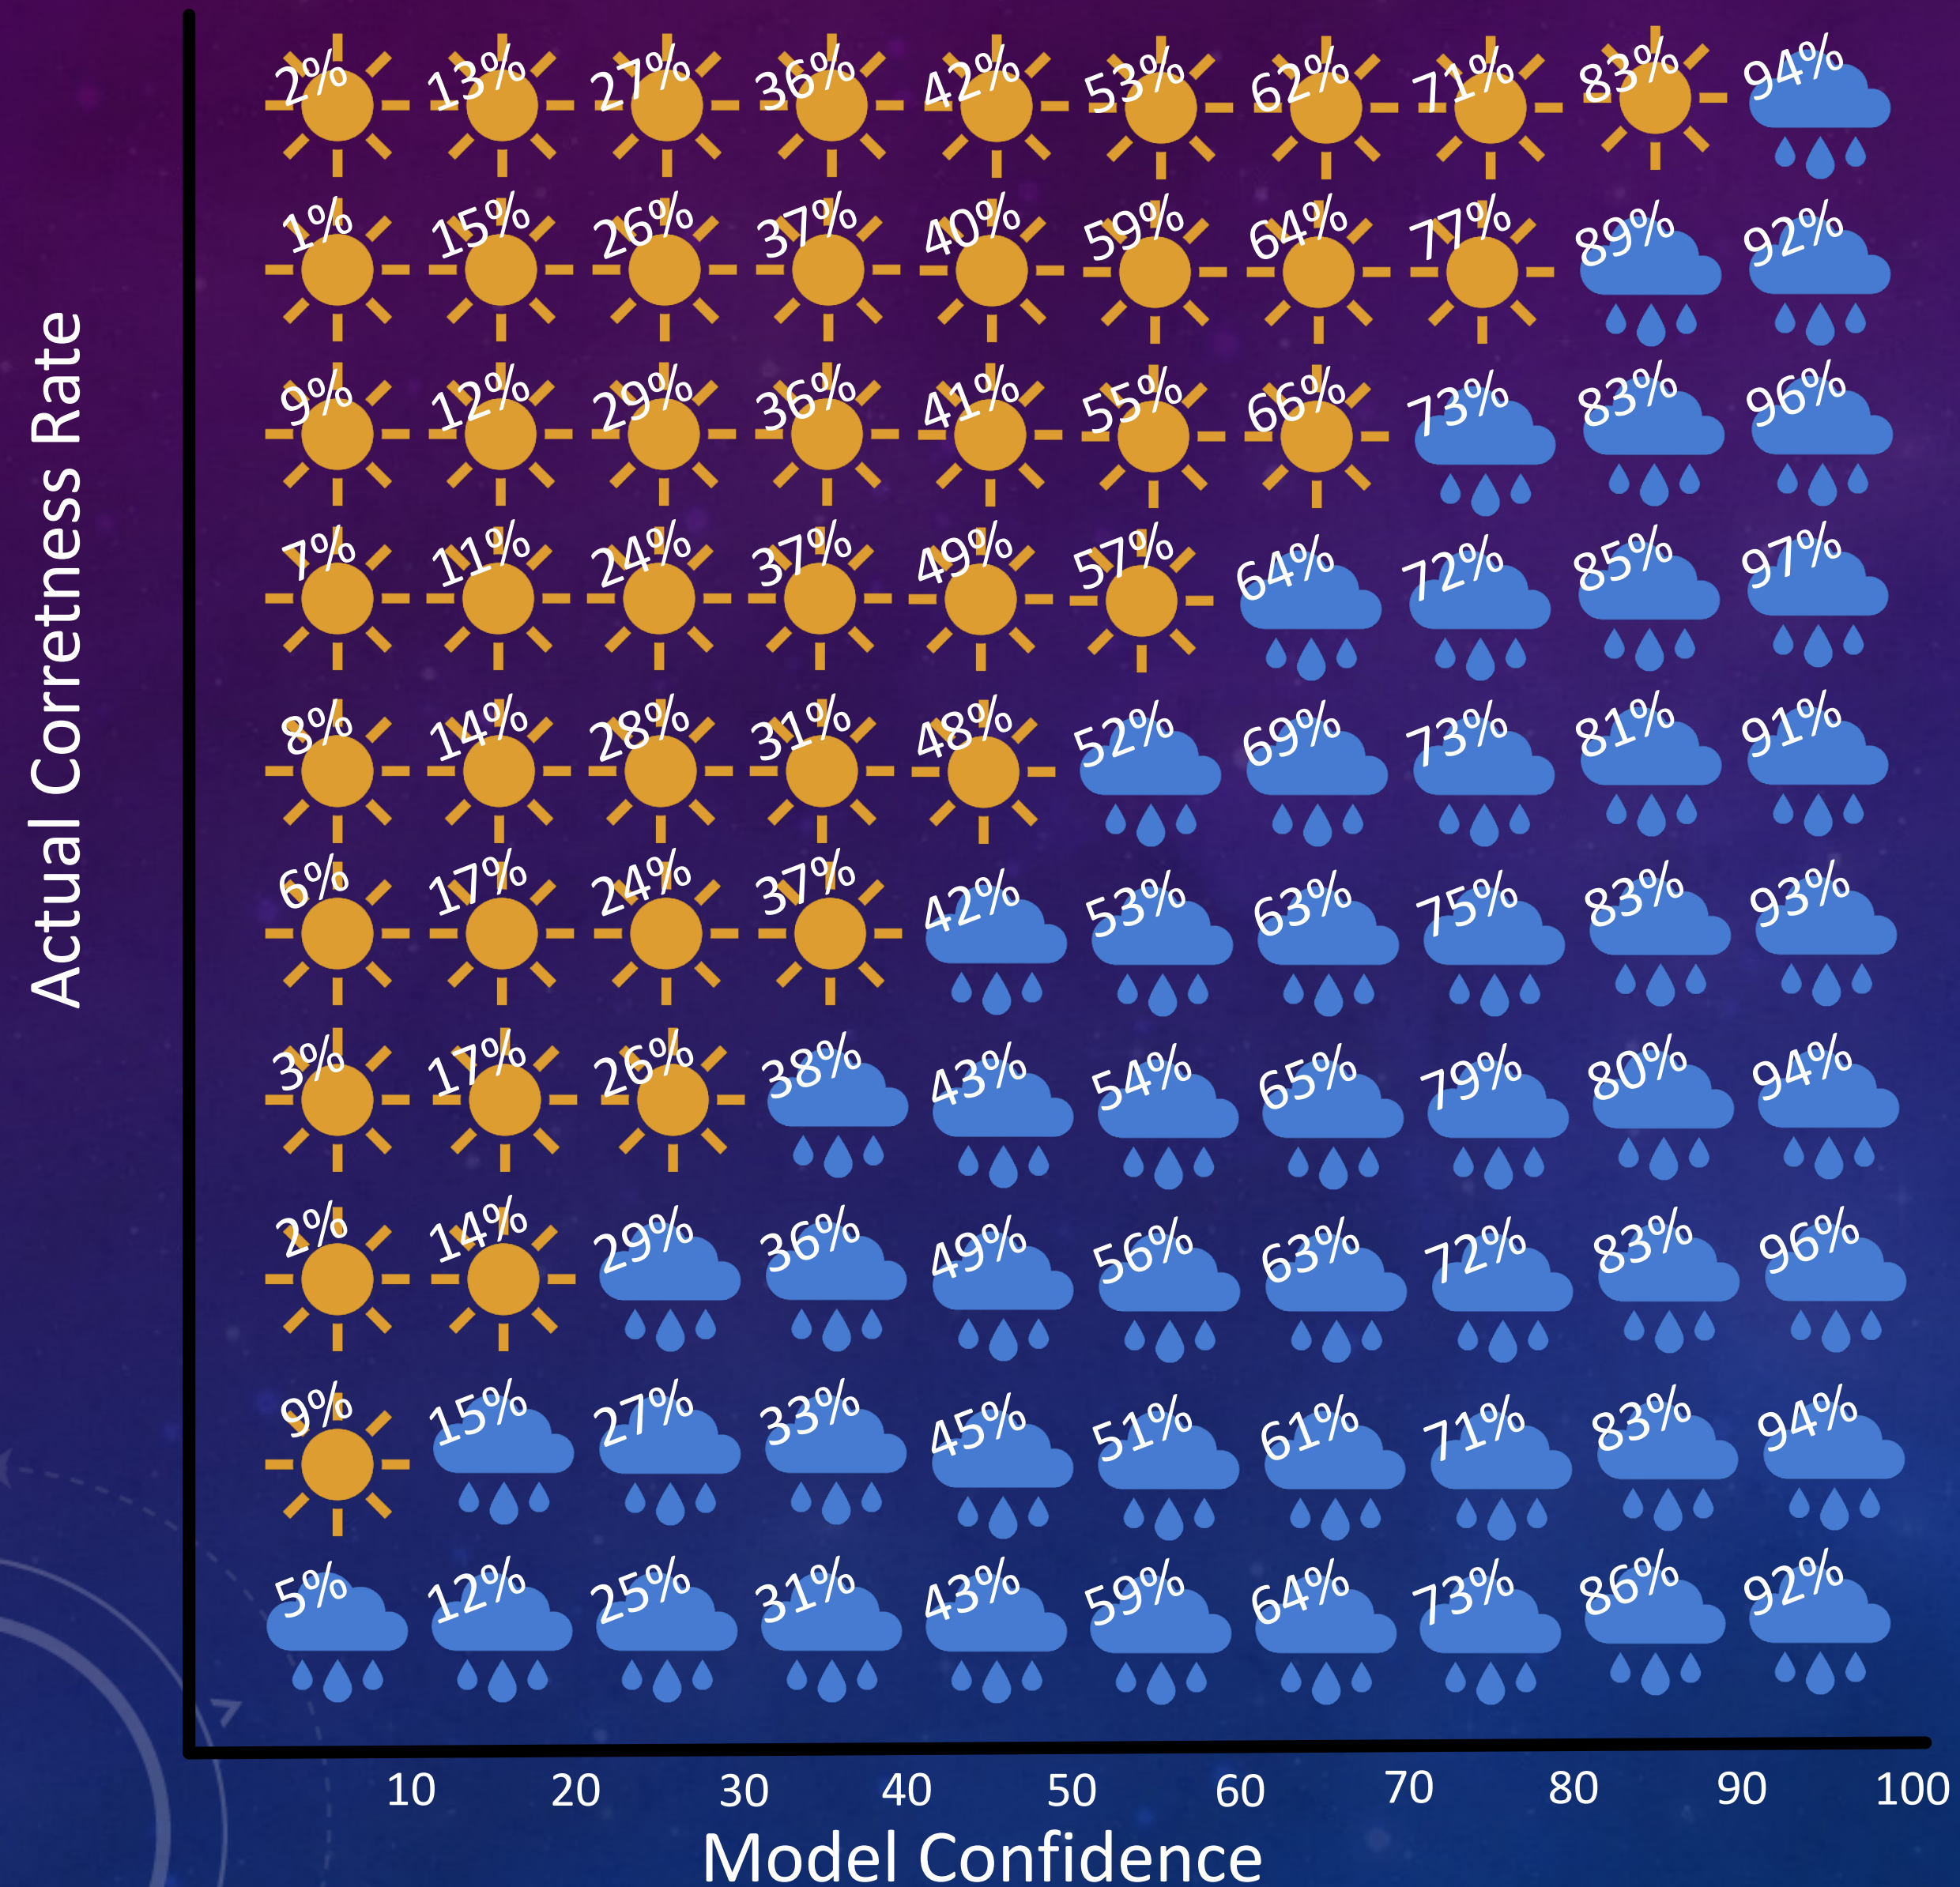 2% 13% 27% 36% 42% 53% 62% 71% 83% 94%
1% 15% 26% 37% 40% 59% 64% 77% 89% 92%
9% 12% 29% 36% 41% 55% 66% 73% 83% 96%
7% 11% 24% 37% 49% 57% 64% 72% 85% 97%
8% 14% 28% 31% 48% 52% 69% 73% 81% 91%
6% 17% 24% 37% 42% 53% 63% 75% 83% 93%
3% 17% 26% 38% 43% 54% 65% 79% 80% 94%
2% 14% 29% 36% 49% 56% 63% 72% 83% 96%
9% 15% 27% 33% 45% 51% 61% 71% 83% 94%
5% 12% 25% 31% 43% 59% 64% 73% 86% 92%
Actual Corretness Rate
10 20 30 40 50 60 70 80 90 100
Model Confidence